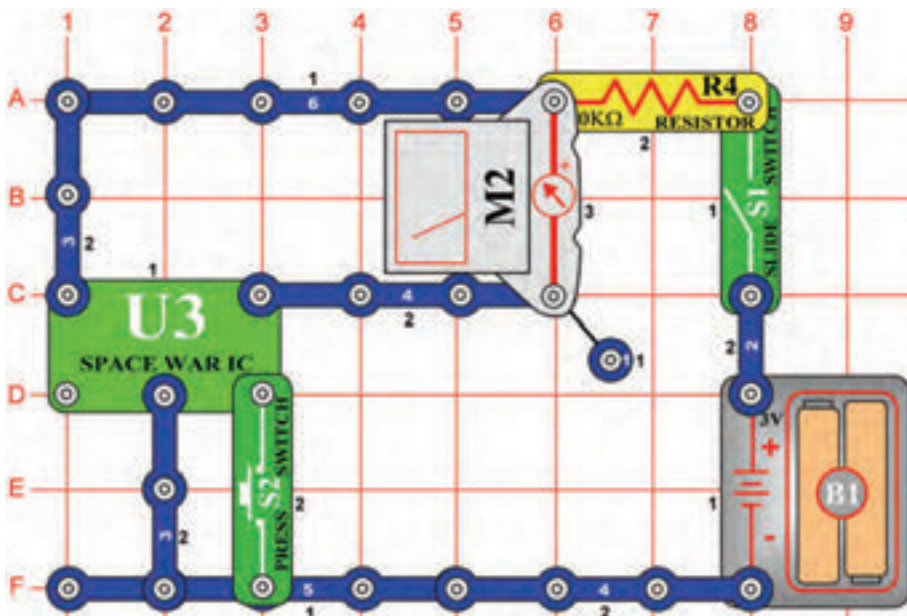 1 2 3 4 5 6 7 8 9
A
B
C
D
E
F
1
6
3
2
1
U3
SPACE WAR IC
4
2
M2
+
3
R4
0KΩ
RESISTOR
2
1
S1
SLIDE SWITCH
1 1
2
2
3V
+
-
B1
1
3
2
S2
PRESS SWITCH
2
5
1
4
2